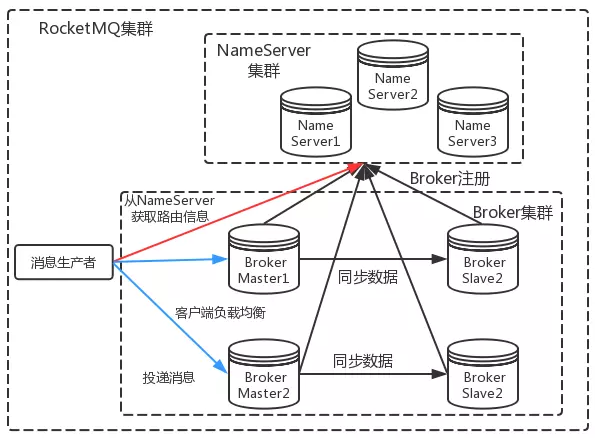 RocketMQ集群
NameServer
集群
Name
Server2
Name
Server1
Name
Server3
Broker注册
从NameServer
获取路由信息
Broker集群
消息生产者
Broker
Master1
同步数据
Broker
Slave2
客户端负载均衡
投递消息
Broker
Master2
同步数据
Broker
Slave2